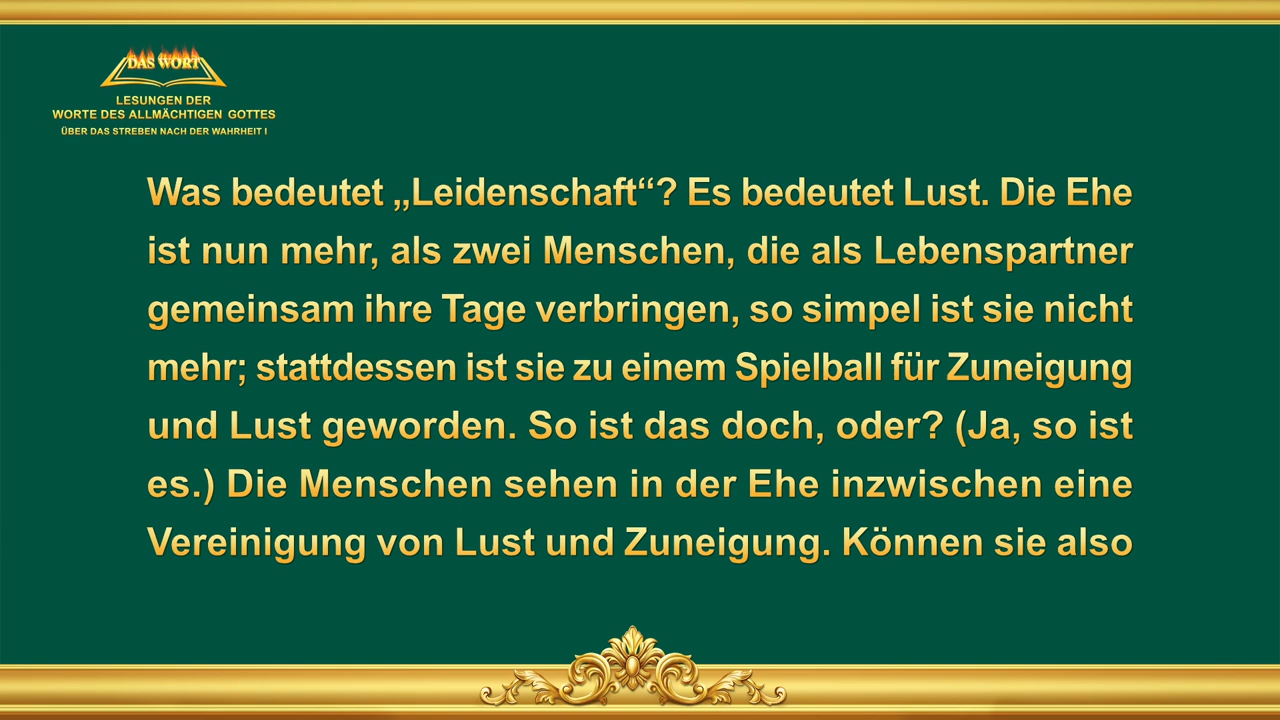 DAS WORT
LESUNGEN DER
WORTE DES ALLMÄCHTIGEN GOTTES
ÜBER DAS STREBEN NACH DER WAHRHEIT I
Was bedeutet „Leidenschaft“? Es bedeutet Lust. Die Ehe
ist nun mehr, als zwei Menschen, die als Lebenspartner
gemeinsam ihre Tage verbringen, so simpel ist sie nicht
mehr; stattdessen ist sie zu einem Spielball für Zuneigung
und Lust geworden. So ist das doch, oder? (Ja, so ist
es.) Die Menschen sehen in der Ehe inzwischen eine
Vereinigung von Lust und Zuneigung. Können sie also